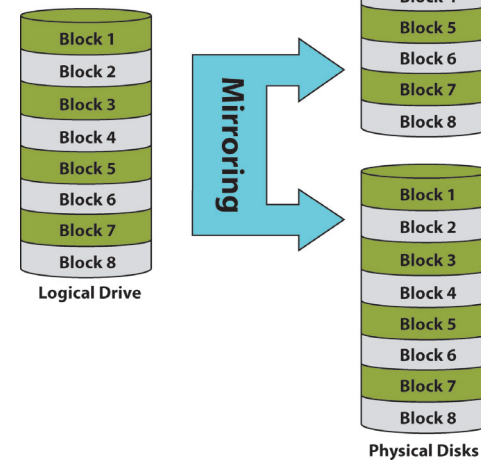 Block 1
Block 2
Block 3
Block 4
Block 5
Block 6
Block 7
Block 8
Logical Drive
Mirroring
Block 5
Block 6
Block 7
Block 8
Block 1
Block 2
Block 3
Block 4
Block 5
Block 6
Block 7
Block 8
Physical Disks